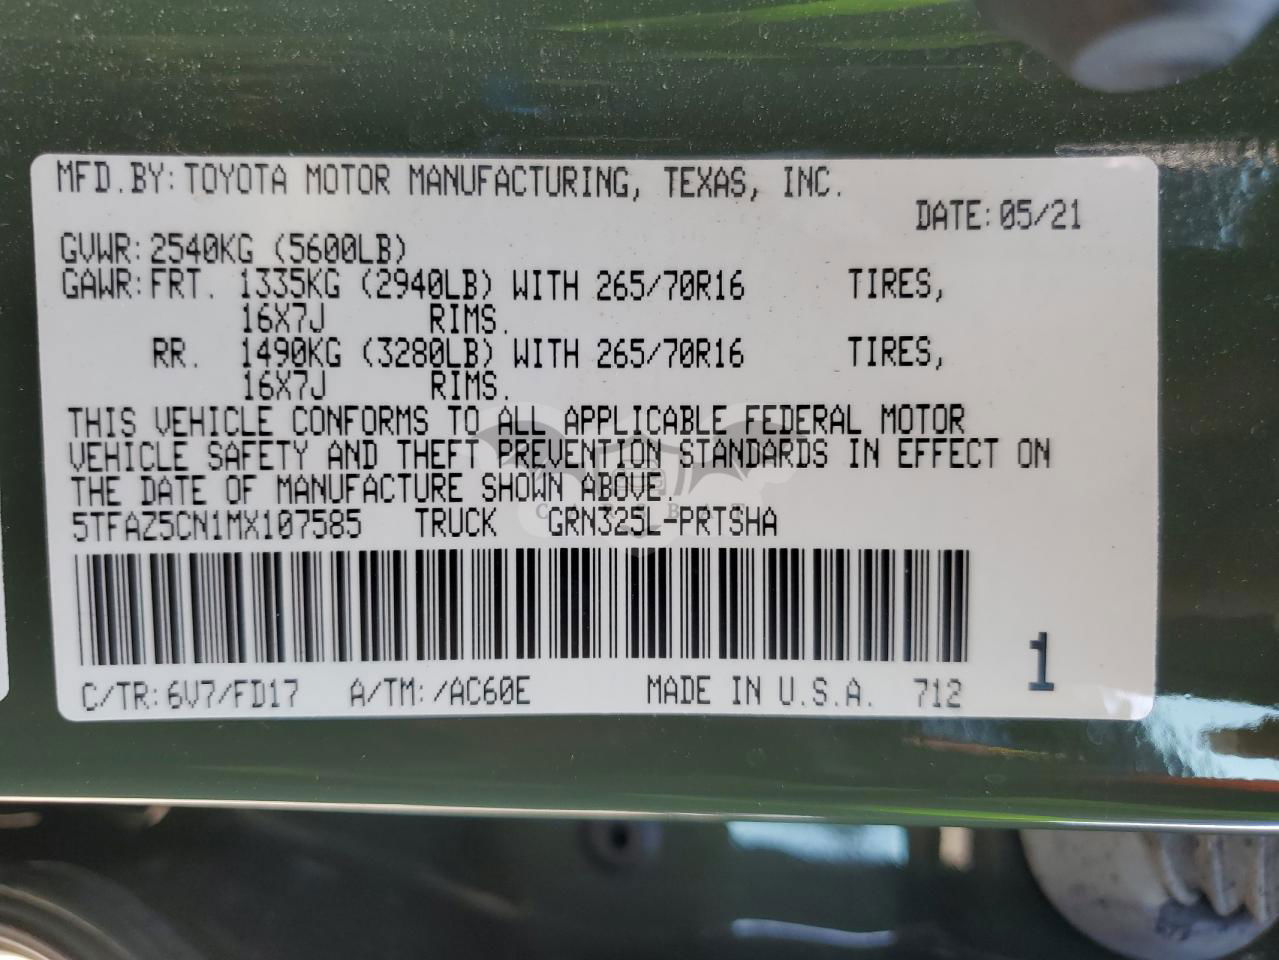 MFD.BY:TOYOTA MOTOR MANUFACTURING, TEXAS, INC.
DATE:05/21
GVWR:2540KG (5600LB)
GAWR:FRT. 1335KG (2940LB) WITH 265/70R16 TIRES,
16X7J RIMS.
RR. 1490KG (3280LB) WITH 265/70R16 TIRES,
16X7J RIMS.
THIS VEHICLE CONFORMS TO ALL APPLICABLE FEDERAL MOTOR
VEHICLE SAFETY AND THEFT PREVENTION STANDARDS IN EFFECT ON
THE DATE OF MANUFACTURE SHOWN ABOVE.
5TFAZ5CN1MX107585 TRUCK GRN325L-PRTSHA
C/TR:6V7/FD17 A/TM:/AC60E MADE IN U.S.A. 712
1